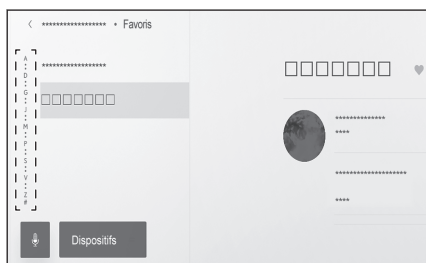 < ****************** • Favoris
A
•
D
•
G
•
J
•
M
•
P
•
S
•
V
•
Z
#
******************
□□□□□□□
Dispositifs
□□□□□□□
**************
****
********************
****